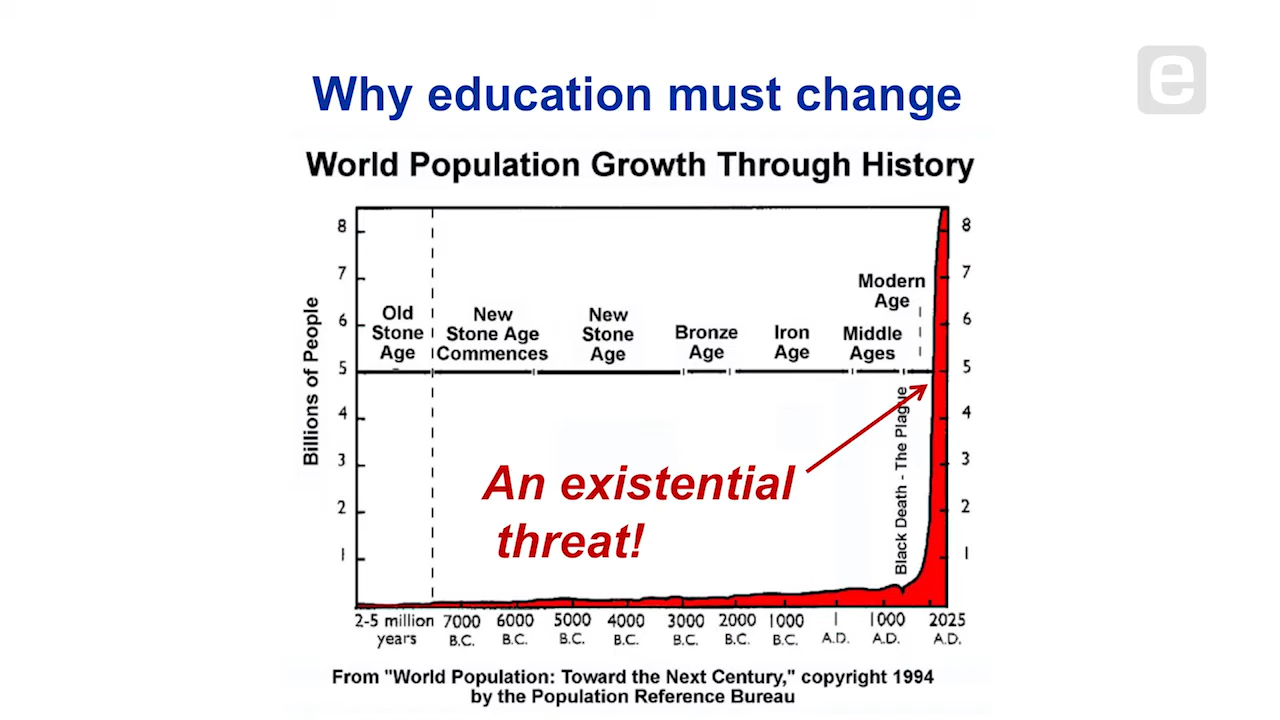 e
Why education must change
World Population Growth Through History
8
7
6
5
4
3
2
1
Billions of People
8
7
6
5
4
3
2
1
Old
Stone
Age
New
Stone Age
Commences
New
Stone
Age
Bronze
Age
Iron
Age
Middle
Ages
Modern
Age
Black Death - The Plague
An existential
threat!
2-5 million
years
7000
B.C.
6000
B.C.
5000
B.C.
4000
B.C.
3000
B.C.
2000
B.C.
1000
B.C.
1
A.D.
1000
A.D.
2025
A.D.
From "World Population: Toward the Next Century," copyright 1994
by the Population Reference Bureau